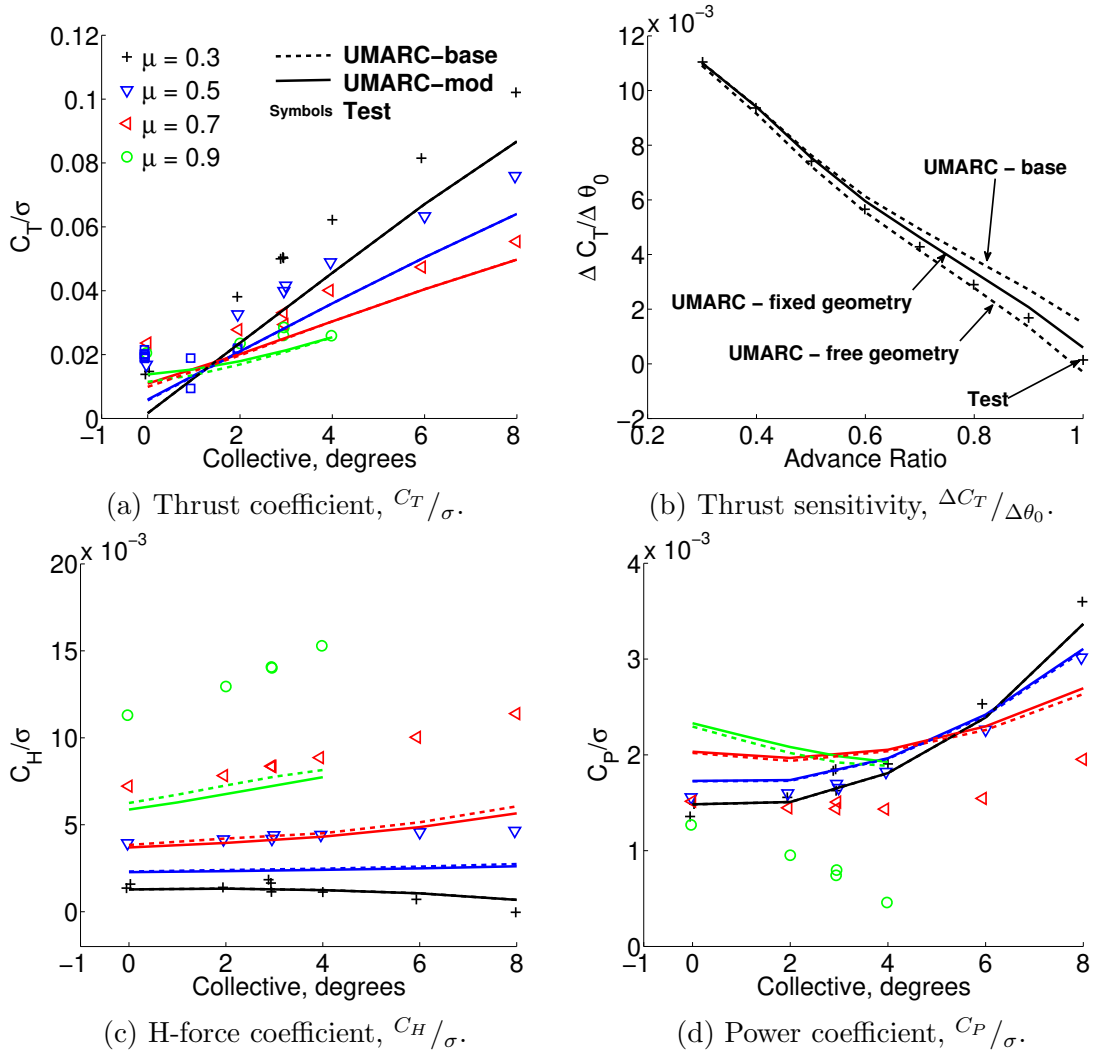 0.12
0.1
0.08
0.06
0.04
0.02
0
C_T/σ
μ = 0.3
μ = 0.5
μ = 0.7
μ = 0.9
UMARC−base
UMARC−mod
Symbols Test
−1 0 2 4 6 8
Collective, degrees
(a) Thrust coefficient, C_T/σ.
x 10^−3
12
10
8
6
4
2
0
−2
Δ C_T/Δ θ_0
UMARC − base
UMARC − fixed geometry
UMARC − free geometry
Test
0.2 0.4 0.6 0.8 1
Advance Ratio
(b) Thrust sensitivity, ΔC_T/Δθ_0.
x 10^−3
20
15
10
5
0
C_H/σ
−1 0 2 4 6 8
Collective, degrees
(c) H-force coefficient, C_H/σ.
x 10^−3
4
3
2
1
0
C_P/σ
−1 0 2 4 6 8
Collective, degrees
(d) Power coefficient, C_P/σ.